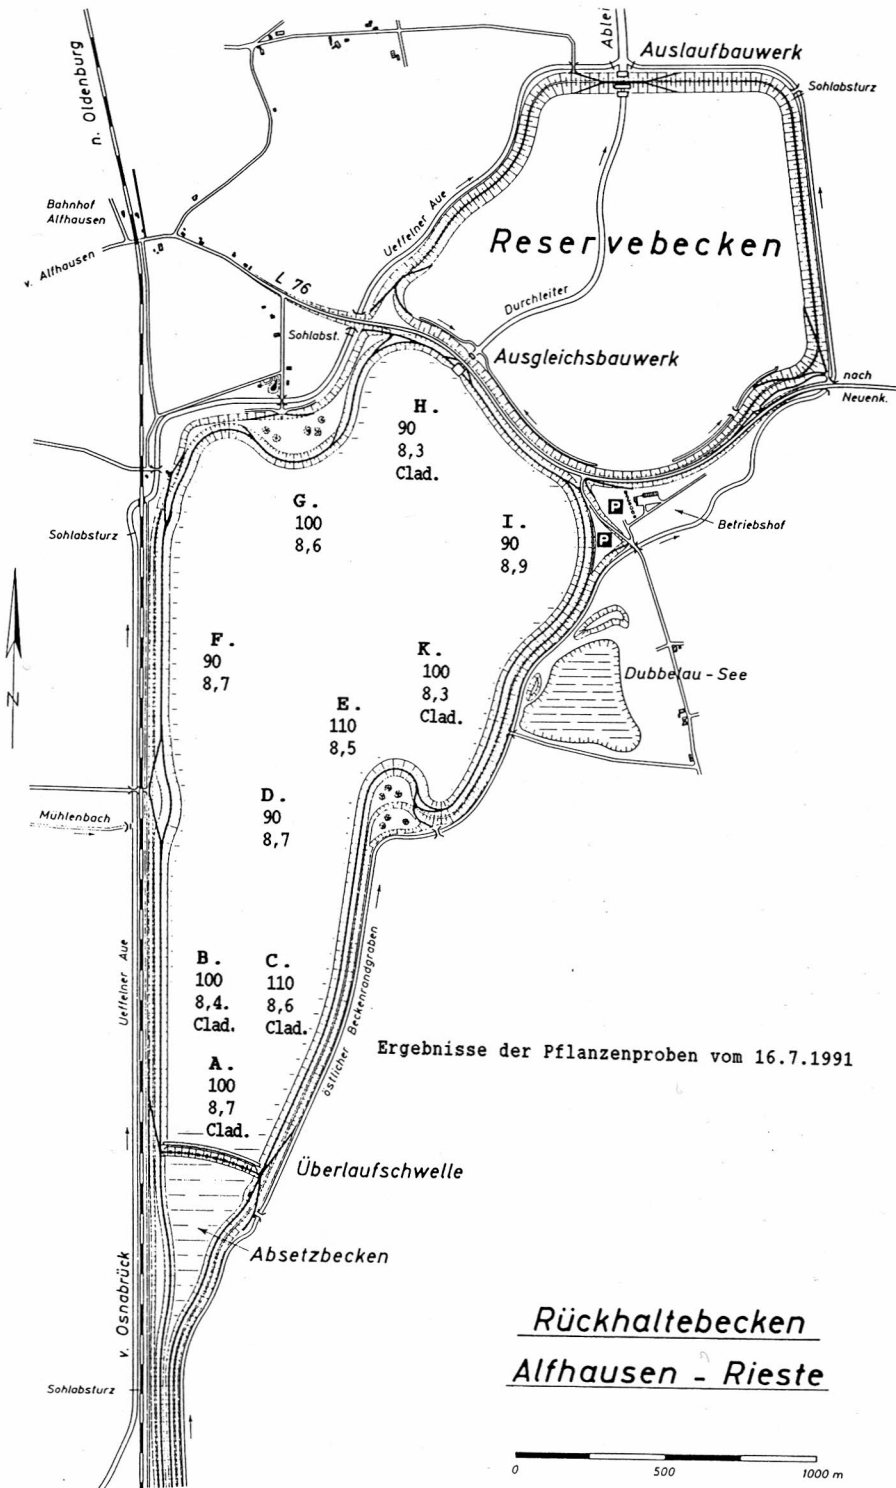 Ablei
Auslaufbauwerk
n. Oldenburg
Sohlabsturz
Bahnhof
Alfhausen
Ueffelner Aue
Reservebecken
v. Alfhausen
L 76
Durchleiter
Sohlabst.
Ausgleichsbauwerk
nach
Neuenk.
H.
90
8,3
Clad.
G.
100
8,6
I.
90
8,9
P
P
Betriebshof
Sohlabsturz
F.
90
8,7
K.
100
8,3
Clad.
Dubbelau - See
N
E.
110
8,5
D.
90
8,7
Mühlenbach
Ueffelner Aue
östlicher Beckenrandgraben
B.
100
8,4.
Clad.
C.
110
8,6
Clad.
Ergebnisse der Pflanzenproben vom 16.7.1991
A.
100
8,7
Clad.
Überlaufschwelle
Absetzbecken
v. Osnabrück
Rückhaltebecken
Alfhausen - Rieste
Sohlabsturz
0 500 1000 m